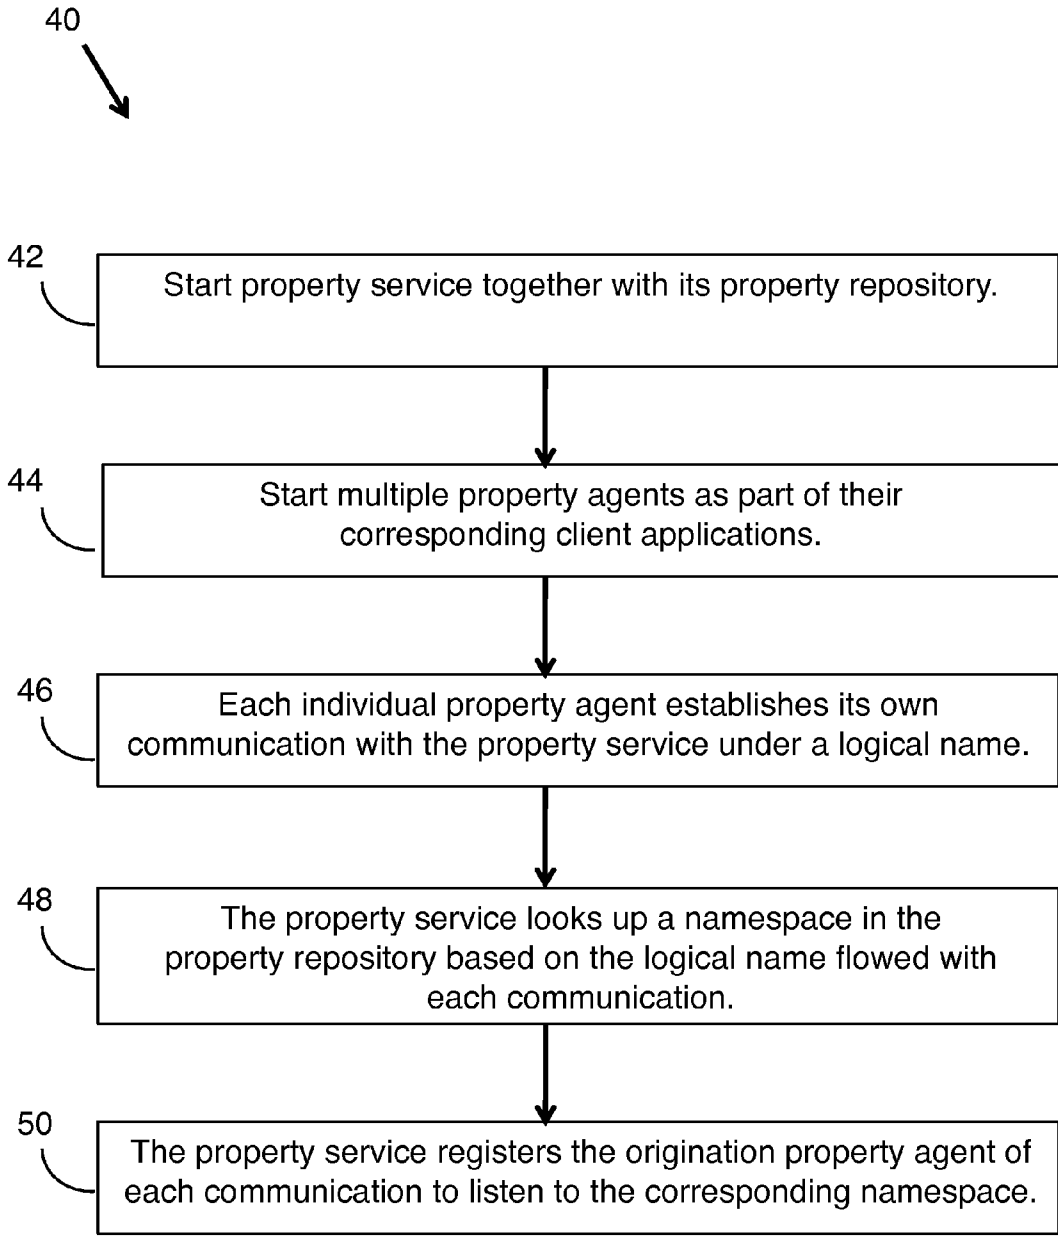 40
42
Start property service together with its property repository.
44
Start multiple property agents as part of their
corresponding client applications.
46
Each individual property agent establishes its own
communication with the property service under a logical name.
48
The property service looks up a namespace in the
property repository based on the logical name flowed with
each communication.
50
The property service registers the origination property agent of
each communication to listen to the corresponding namespace.